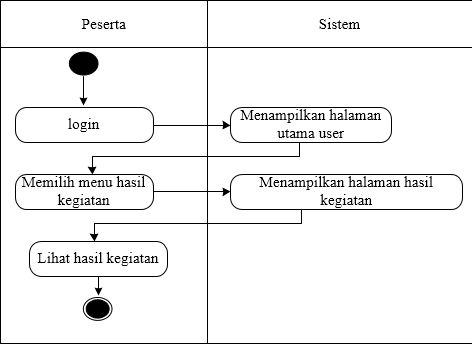 Peserta
Sistem
login
Menampilkan halaman
utama user
Memilih menu hasil
kegiatan
Menampilkan halaman hasil
kegiatan
Lihat hasil kegiatan